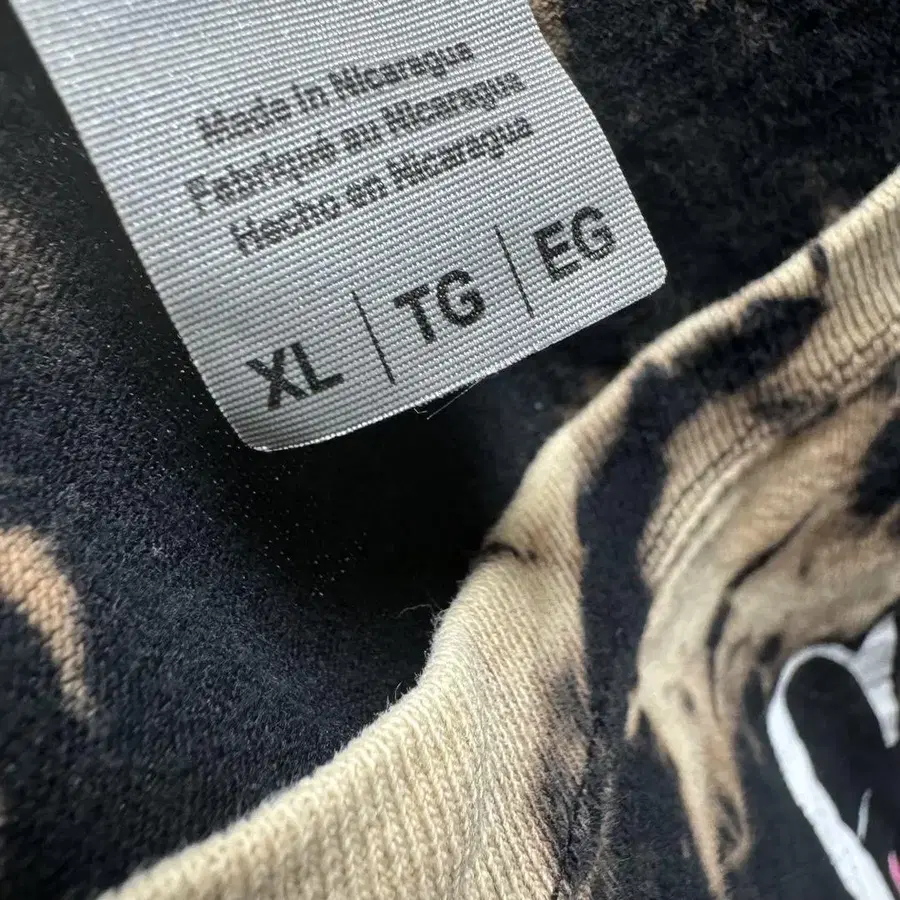 Made in Nicaragua
Fabriqué au Nicaragua
Hecho en Nicaragua
XL | TG | EG